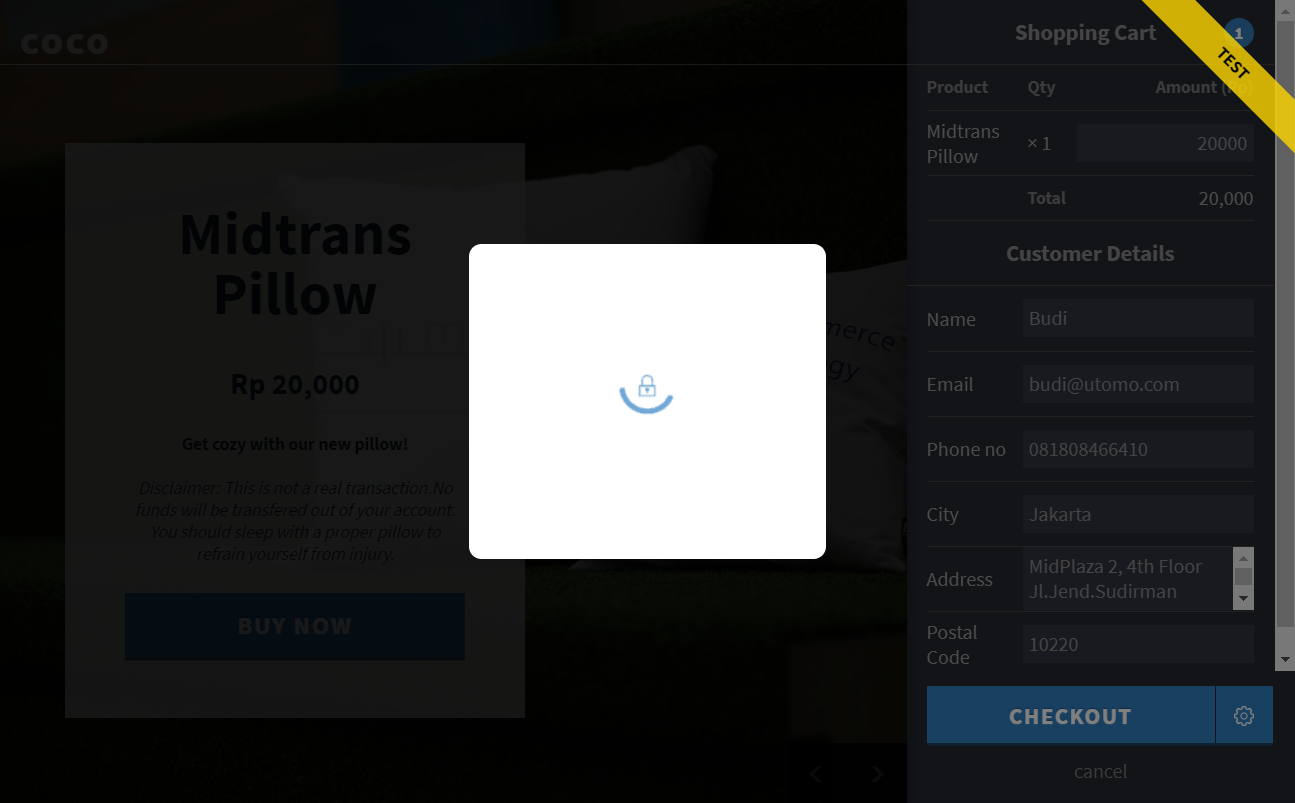 COCO
Midtrans
Pillow
Rp 20,000
Get cozy with our new pillow!
Disclaimer: This is not a real transaction.No
funds will be transfered out of your account.
You should sleep with a proper pillow to
refrain yourself from injury.
BUY NOW
merce
gy
Shopping Cart 1
TEST
Product Qty Amount (Rp)
Midtrans
Pillow
× 1 20000
Total 20,000
Customer Details
Name Budi
Email budi@utomo.com
Phone no 081808466410
City Jakarta
Address
MidPlaza 2, 4th Floor
Jl.Jend.Sudirman
Postal
Code
10220
CHECKOUT
cancel